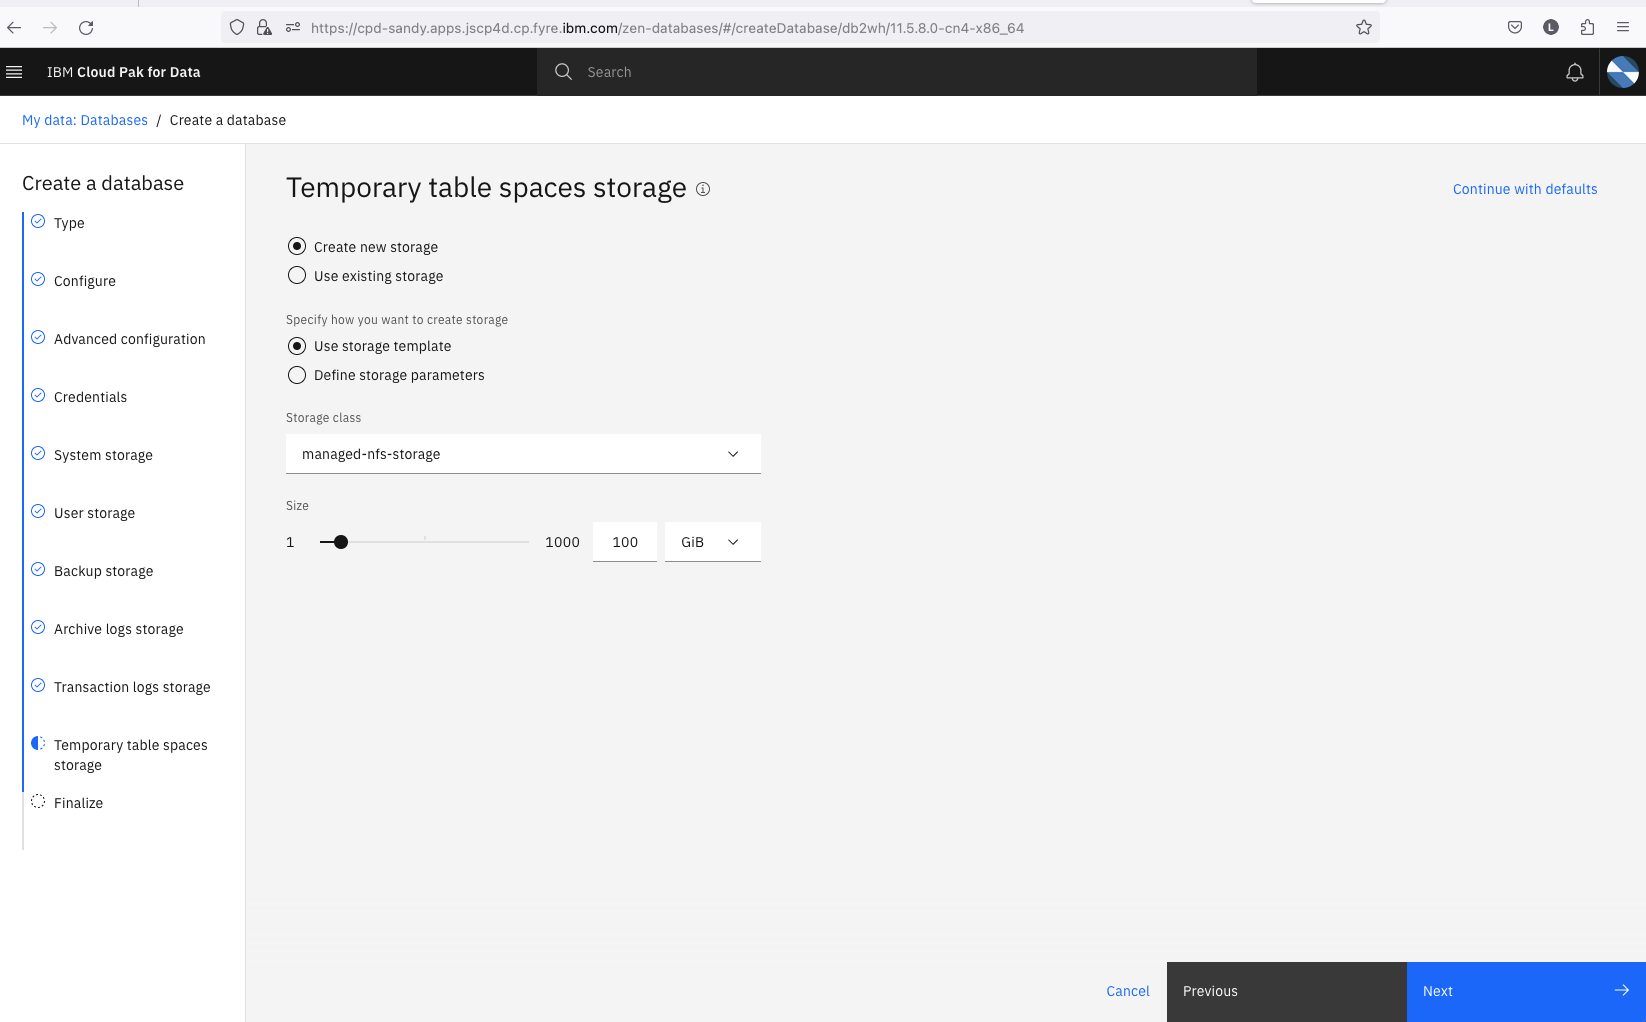 https://cpd-sandy.apps.jscp4d.cp.fyre.ibm.com/zen-databases/#/createDatabase/db2wh/11.5.8.0-cn4-x86_64
L
IBM Cloud Pak for Data
Search
My data: Databases / Create a database
Create a database
Type
Configure
Advanced configuration
Credentials
System storage
User storage
Backup storage
Archive logs storage
Transaction logs storage
Temporary table spaces
storage
Finalize
Temporary table spaces storage
Continue with defaults
Create new storage
Use existing storage
Specify how you want to create storage
Use storage template
Define storage parameters
Storage class
managed-nfs-storage
Size
1 1000 100 GiB
Cancel Previous Next